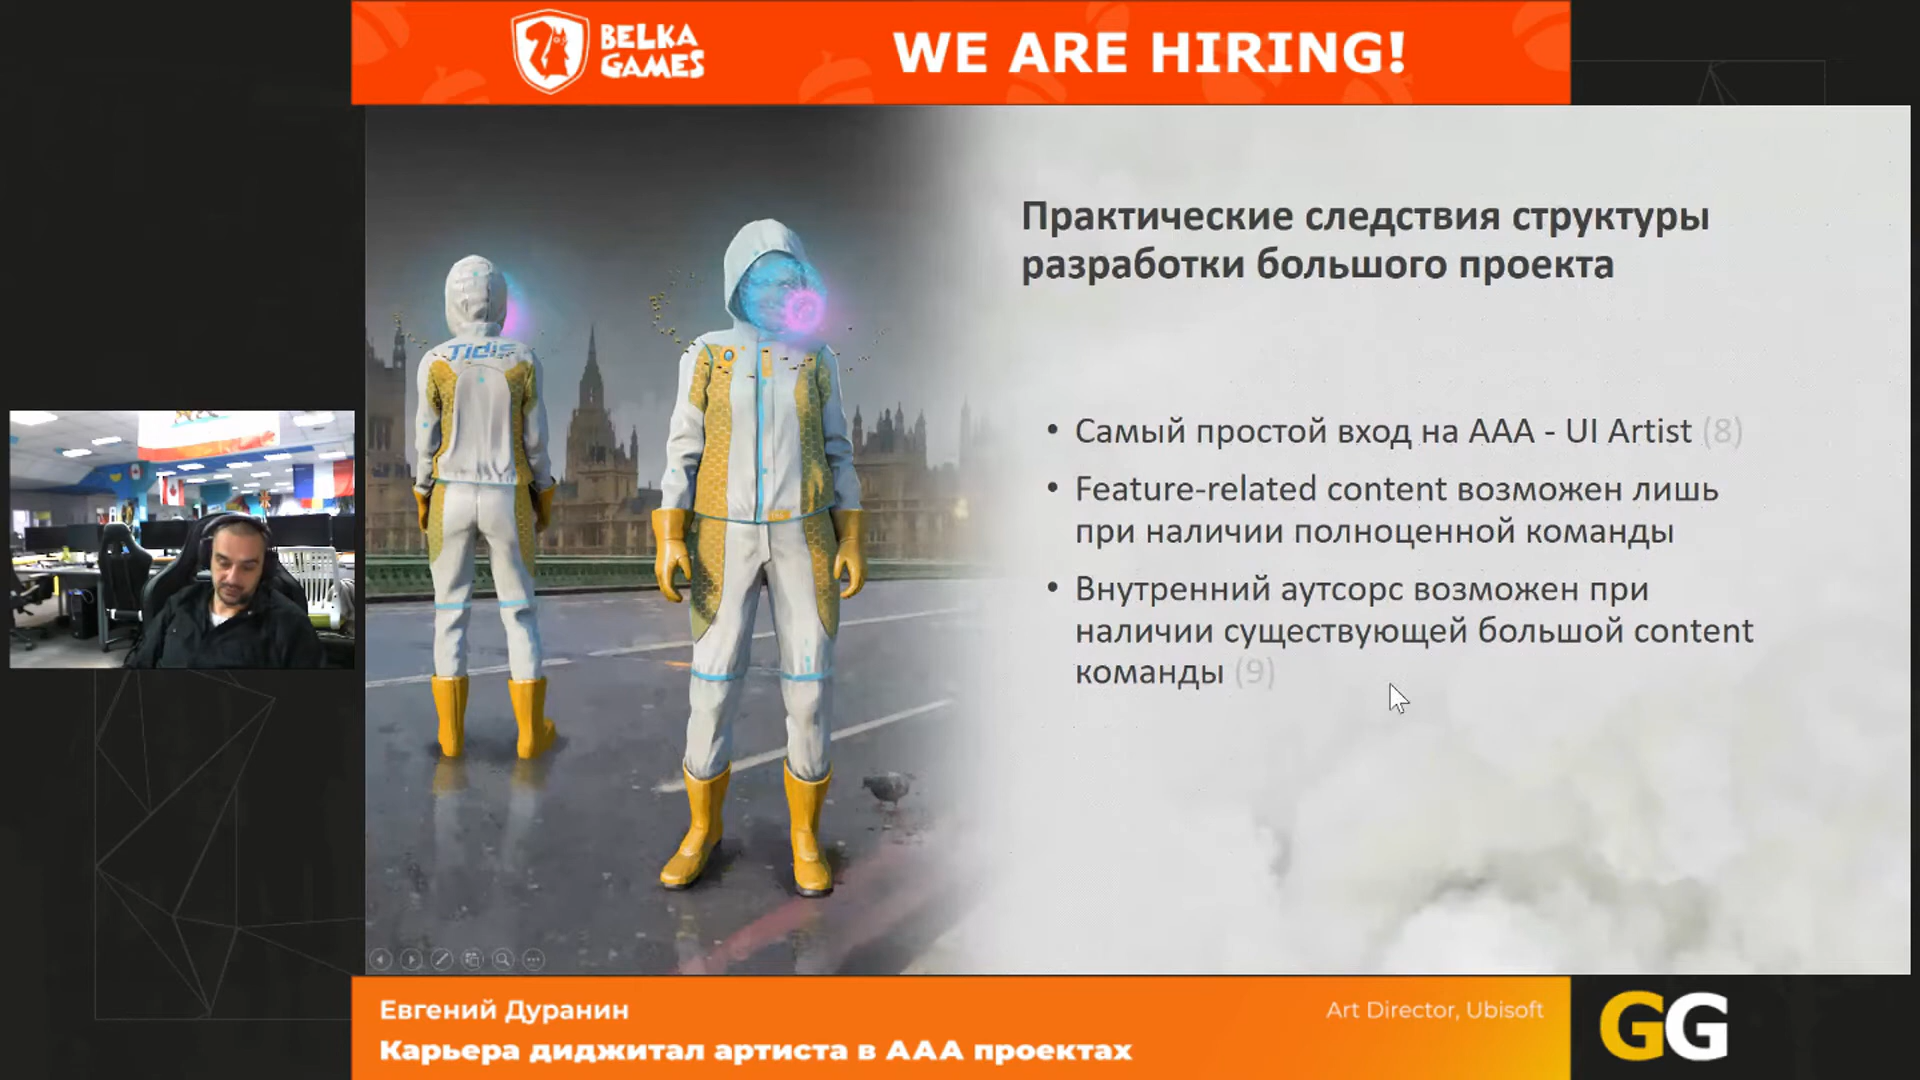 BELKA
GAMES
WE ARE HIRING!
Практические следствия структуры
разработки большого проекта
Tidis
• Самый простой вход на ААА - UI Artist (8)
• Feature-related content возможен лишь
при наличии полноценной команды
• Внутренний аутсорс возможен при
наличии существующей большой content
команды (9)
Евгений Дуранин
Art Director, Ubisoft
Карьера диджитал артиста в ААА проектах
GG